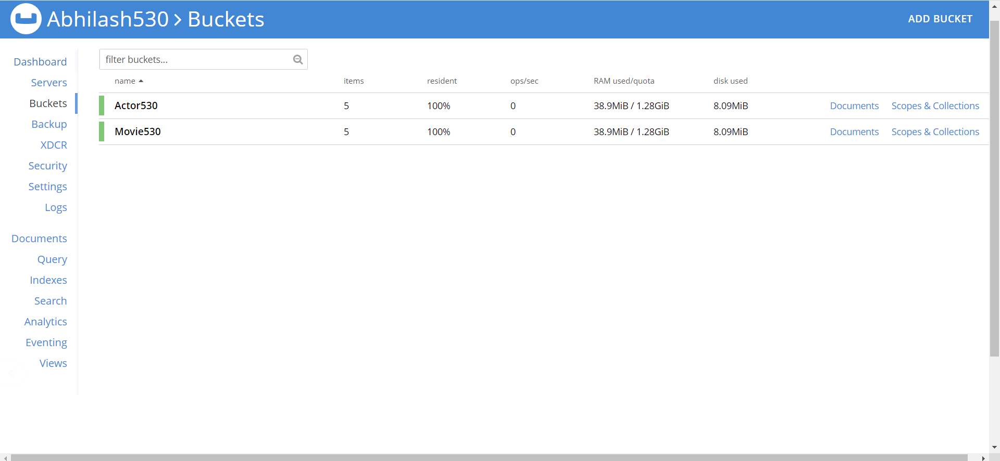 Abhilash530 > Buckets
ADD BUCKET
Dashboard
Servers
Buckets
Backup
XDCR
Security
Settings
Logs
Documents
Query
Indexes
Search
Analytics
Eventing
Views
filter buckets...
name items resident ops/sec RAM used/quota disk used
Actor530 5 100% 0 38.9MiB / 1.28GiB 8.09MiB Documents Scopes & Collections
Movie530 5 100% 0 38.9MiB / 1.28GiB 8.09MiB Documents Scopes & Collections